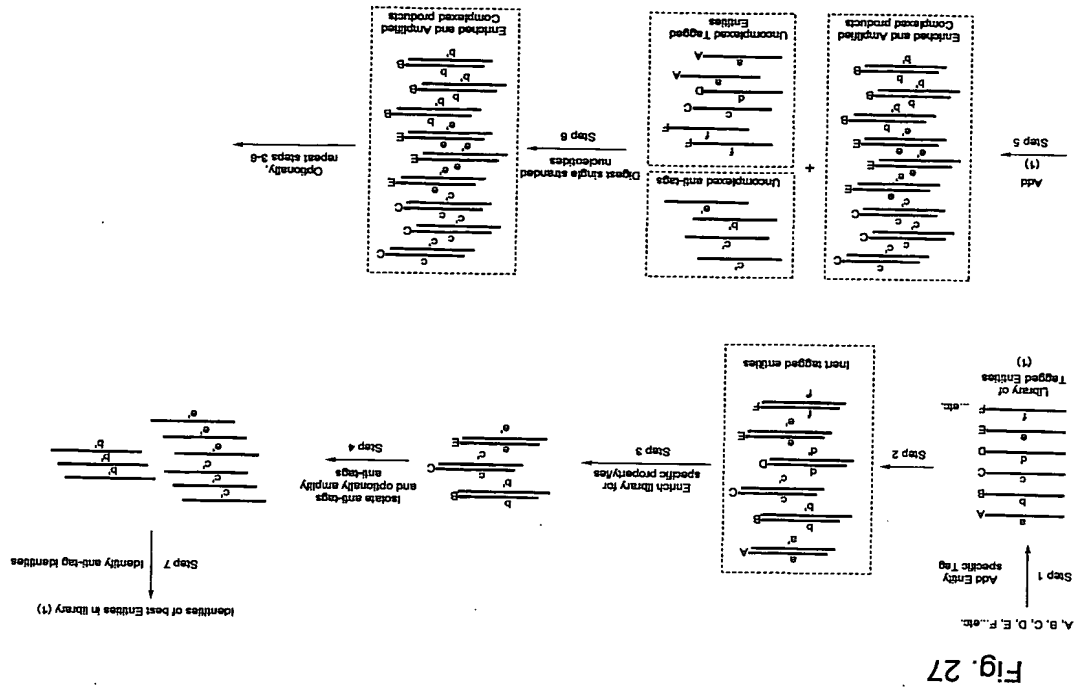 Fig. 27
A, B, C, D, E, F...etc.
Step 1
Add Entity
specific Tag
a A
b B
c C
d D
e E
f F
...etc.
Library of
Tagged Entities
(1)
Step 2
a A
a'
b B
b'
c C
c'
d D
d'
e E
e'
f F
f'
Inert tagged entities
Enrich library for
specific property/ies
Step 3
b B
b'
c C
c'
e E
e'
Isolate anti-tags
and optionally amplify
anti-tags
Step 4
c'
c'
c'
e'
e'
e'
b'
b'
b'
Identities of best Entities in library (1)
Step 7
Identify anti-tag identities
Add
(1)
Step 5
c C
c'
c C
c'
c C
c'
e E
e'
e E
e'
e E
e'
b B
b'
b B
b'
b B
b'
Enriched and Amplified
Complexed products
+
c'
c'
b'
e'
Uncomplexed anti-tags
f F
f F
c C
d D
a A
a A
Uncomplexed Tagged
Entities
Digest single stranded
nucleotides
Step 6
c C
c'
c C
c'
c C
c'
e E
e'
e E
e'
e E
e'
b B
b'
b B
b'
b B
b'
Enriched and Amplified
Complexed products
Optionally,
repeat steps 3-6